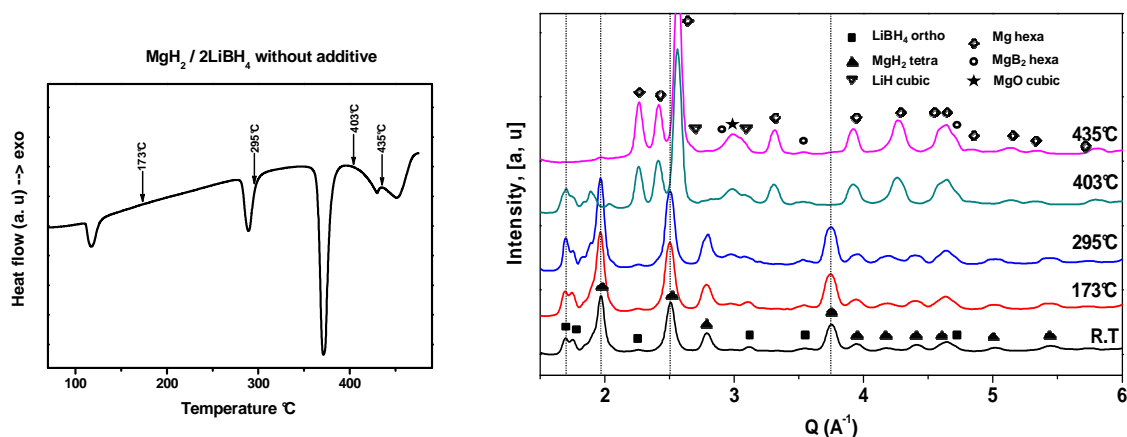 MgH₂ / 2LiBH₄ without additive
Heat flow (a. u) --> exo
173℃
295℃
403℃
435℃
100
200
300
400
Temperature ℃
Intensity , [a, u]
LiBH₄ ortho
MgH₂ tetra
LiH cubic
Mg hexa
MgB₂ hexa
MgO cubic
435℃
403℃
295℃
173℃
R.T
2
3
4
5
6
Q (A⁻¹)